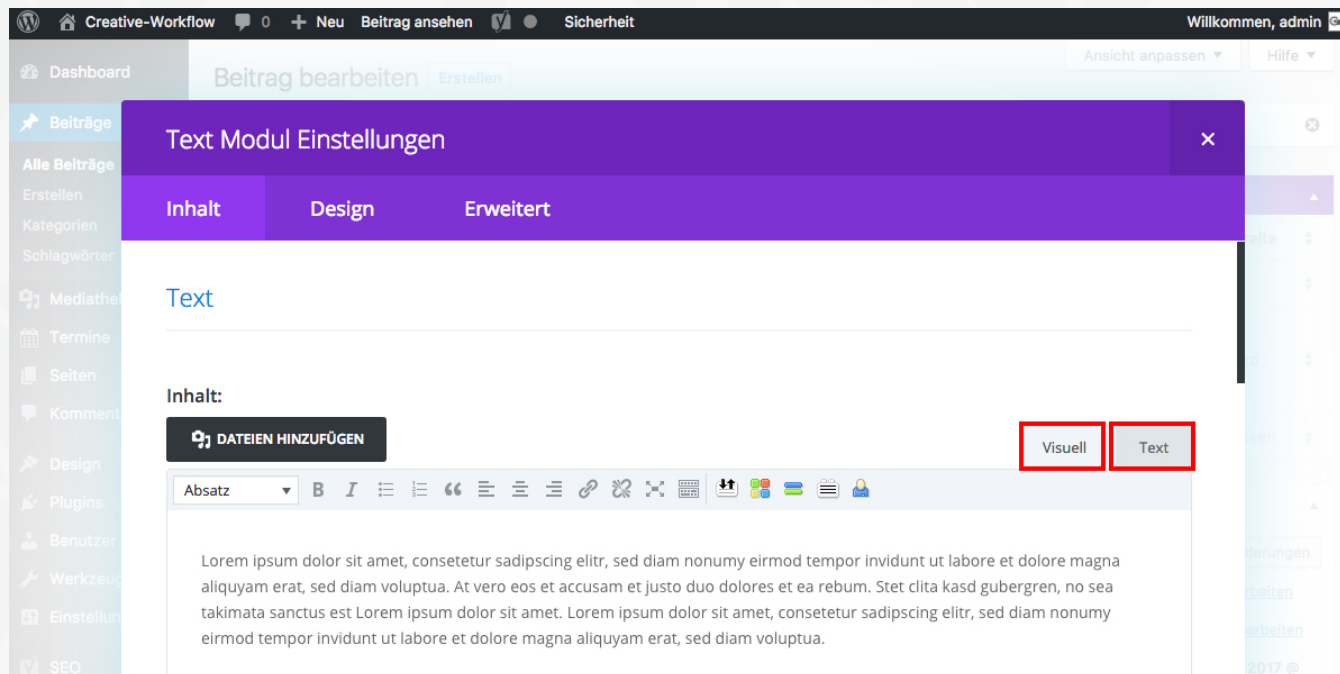 Creative-Workflow 0 Neu Beitrag ansehen Sicherheit Willkommen, admin
Ansicht anpassen Hilfe
Dashboard
Beitrag bearbeiten Erstellen
Beiträge
Text Modul Einstellungen
Alle Beiträge
Erstellen
Inhalt Design Erweitert
Kategorien
Schlagwörter
Text
Termine
Seiten
Inhalt:
DATEIEN HINZUFÜGEN
Visuell Text
Design
Absatz
Plugins
Benutzer
Lorem ipsum dolor sit amet, consetetur sadipscing elitr, sed diam nonumy eirmod tempor invidunt ut labore et dolore magna
aliquyam erat, sed diam voluptua. At vero eos et accusam et justo duo dolores et ea rebum. Stet clita kasd gubergren, no sea
takimata sanctus est Lorem ipsum dolor sit amet. Lorem ipsum dolor sit amet, consetetur sadipscing elitr, sed diam nonumy
eirmod tempor invidunt ut labore et dolore magna aliquyam erat, sed diam voluptua.
SEO
2017 @